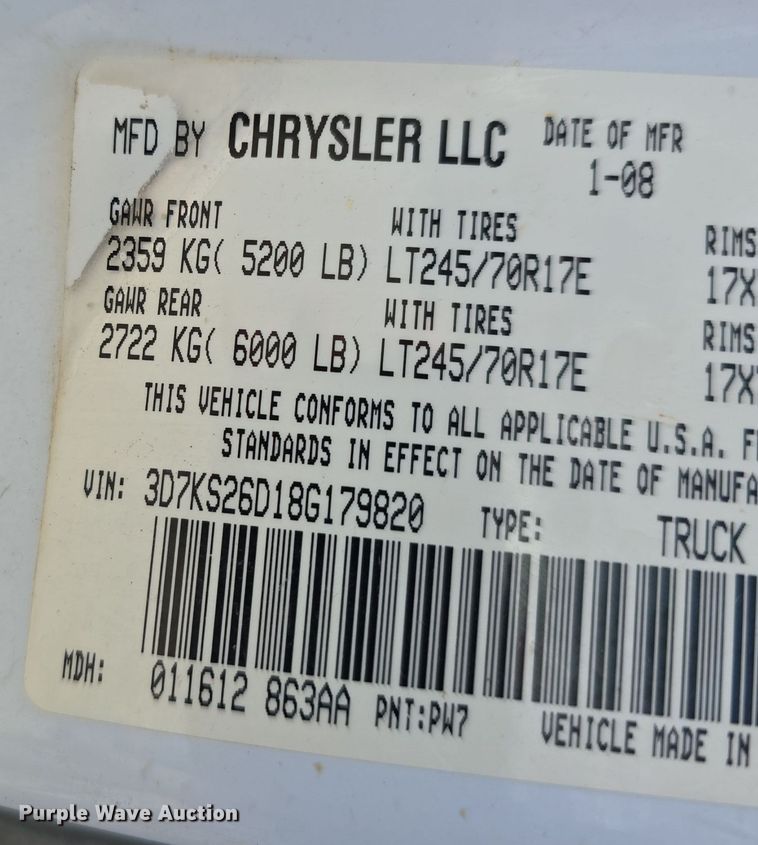 MFD BY CHRYSLER LLC DATE OF MFR
1-08
GAWR FRONT WITH TIRES RIMS
2359 KG( 5200 LB) LT245/70R17E 17X
GAWR REAR WITH TIRES RIMS
2722 KG( 6000 LB) LT245/70R17E 17X
THIS VEHICLE CONFORMS TO ALL APPLICABLE U.S.A. F
STANDARDS IN EFFECT ON THE DATE OF MANUFA
VIN: 3D7KS26D18G179820 TYPE: TRUCK
MDH: 011612 863AA PNT:PW7 VEHICLE MADE IN
Purple Wave Auction